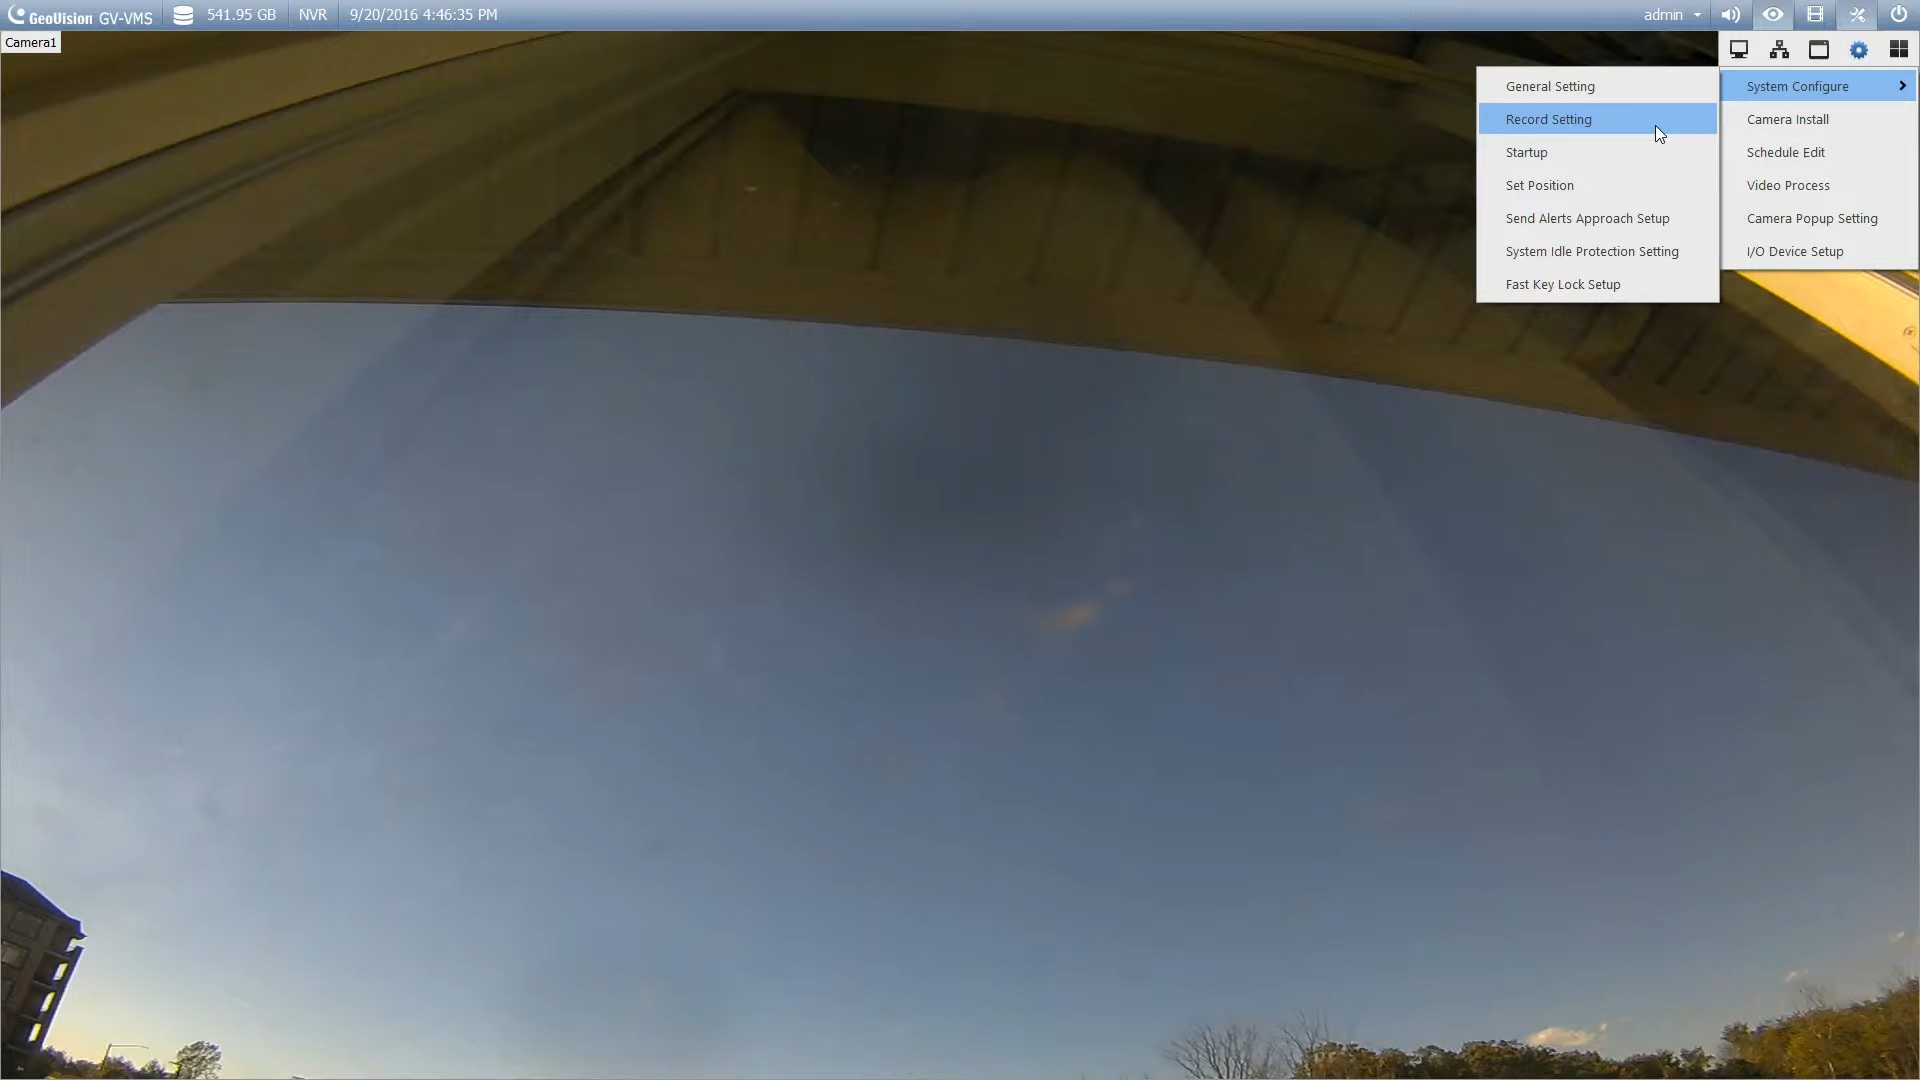 GeoVision GV-VMS 541.95 GB NVR 9/20/2016 4:46:35 PM admin
Camera1
General Setting
Record Setting
Startup
Set Position
Send Alerts Approach Setup
System Idle Protection Setting
Fast Key Lock Setup
System Configure
Camera Install
Schedule Edit
Video Process
Camera Popup Setting
I/O Device Setup